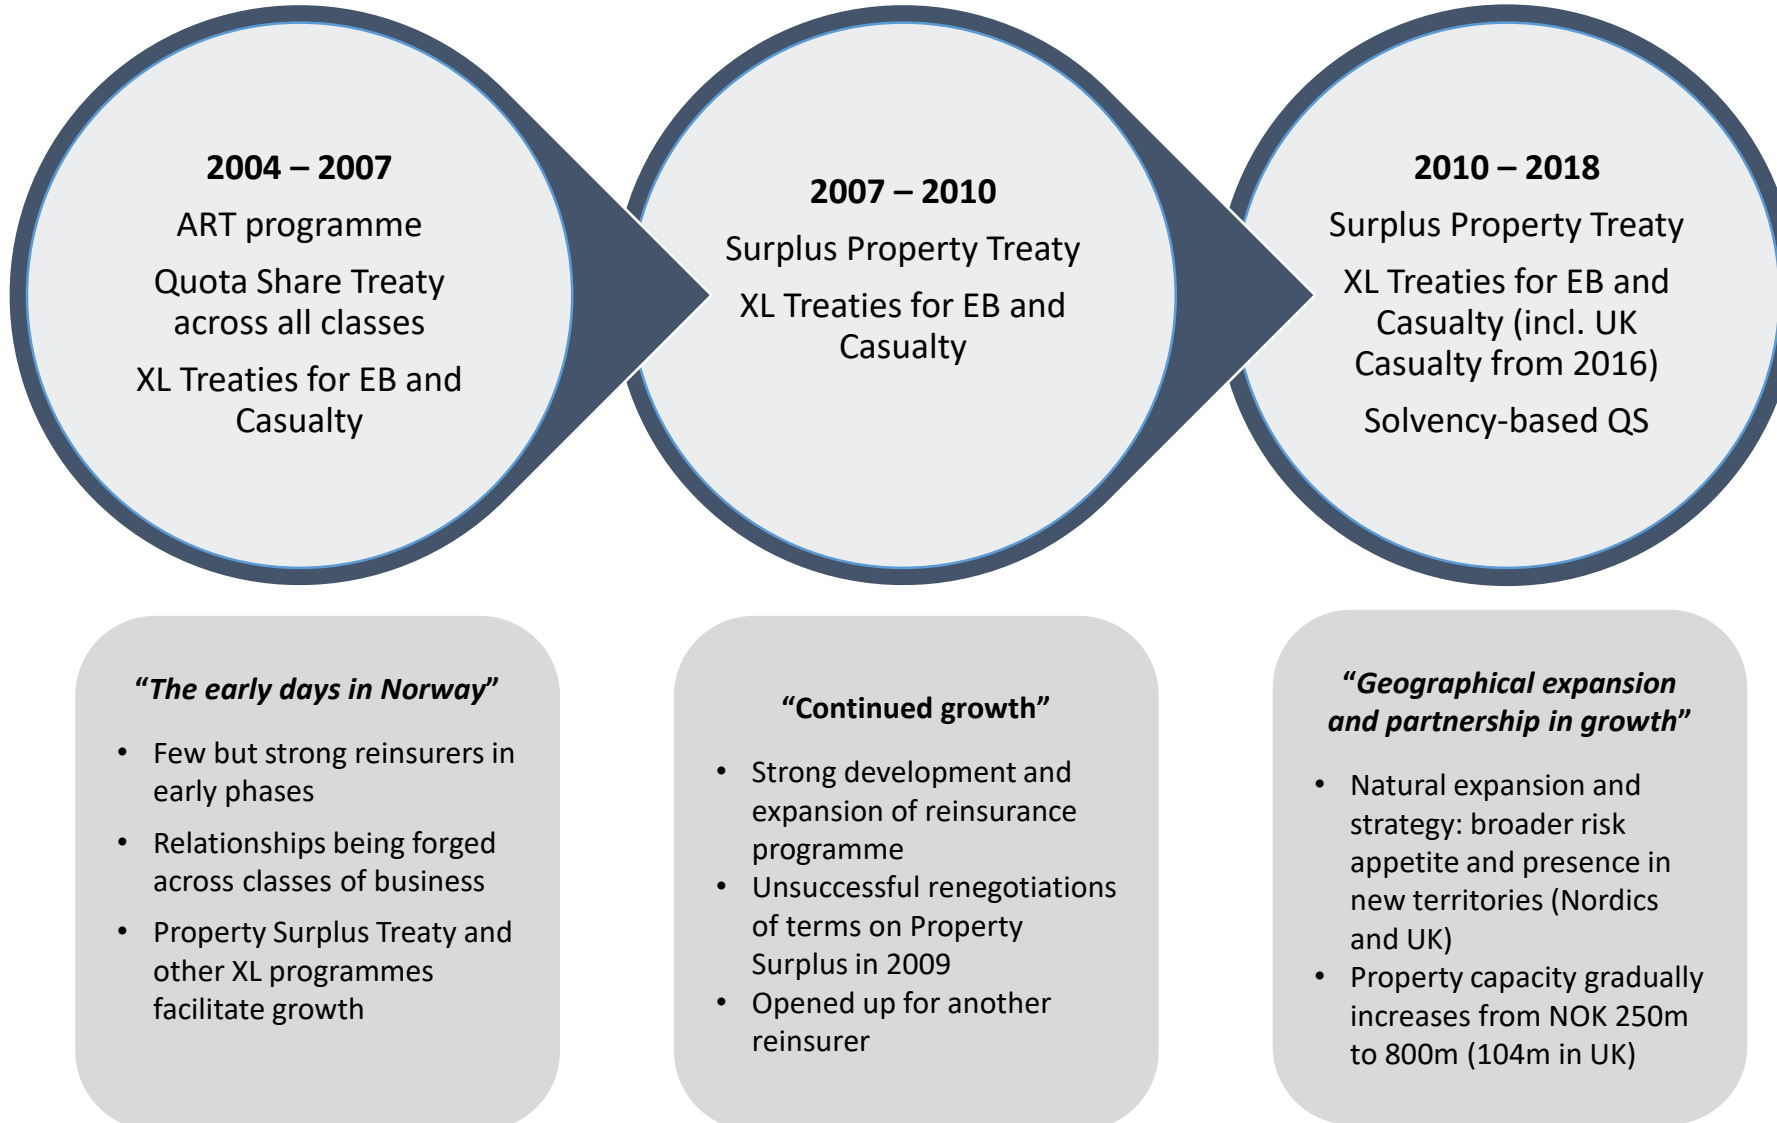 2004 – 2007
ART programme
Quota Share Treaty
across all classes
XL Treaties for EB and
Casualty
2007 – 2010
Surplus Property Treaty
XL Treaties for EB and
Casualty
2010 – 2018
Surplus Property Treaty
XL Treaties for EB and
Casualty (incl. UK
Casualty from 2016)
Solvency-based QS
“The early days in Norway”
• Few but strong reinsurers in
early phases
• Relationships being forged
across classes of business
• Property Surplus Treaty and
other XL programmes
facilitate growth
“Continued growth”
• Strong development and
expansion of reinsurance
programme
• Unsuccessful renegotiations
of terms on Property
Surplus in 2009
• Opened up for another
reinsurer
“Geographical expansion
and partnership in growth”
• Natural expansion and
strategy: broader risk
appetite and presence in
new territories (Nordics
and UK)
• Property capacity gradually
increases from NOK 250m
to 800m (104m in UK)